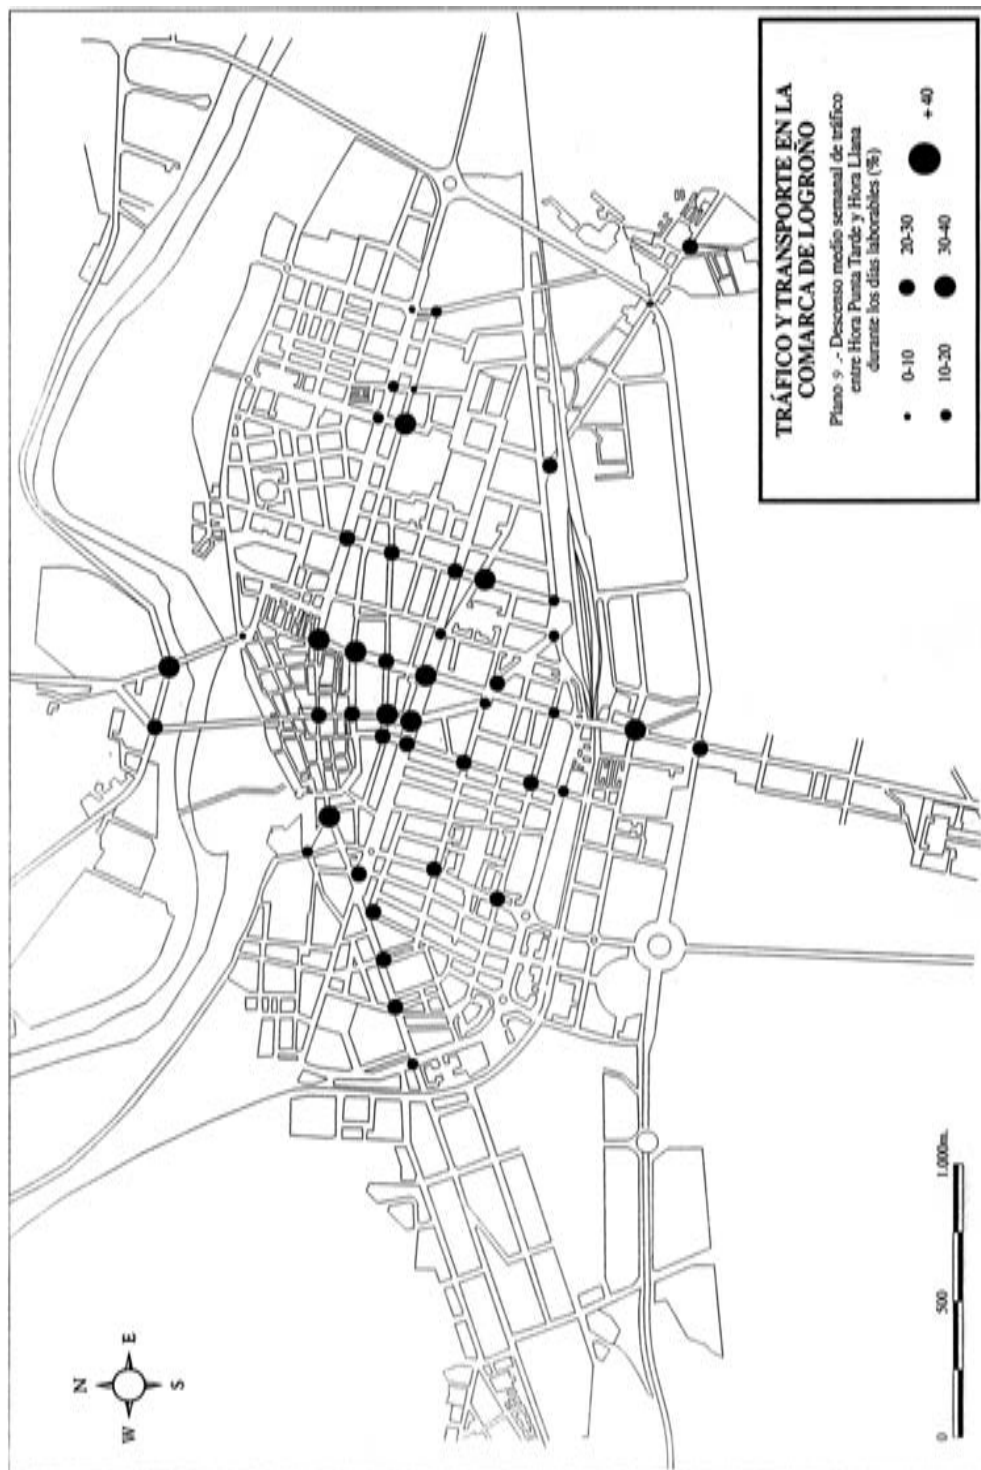 TRÁFICO Y TRANSPORTE EN LA
COMARCA DE LOGROÑO
Plano 9 .- Descenso medio semanal de tráfico
entre Hora Punta Tarde y Hora Llana
durante los días laborables (%)
0-10
20-30
+40
10-20
30-40
N
W
E
S
0
500
1.000m.